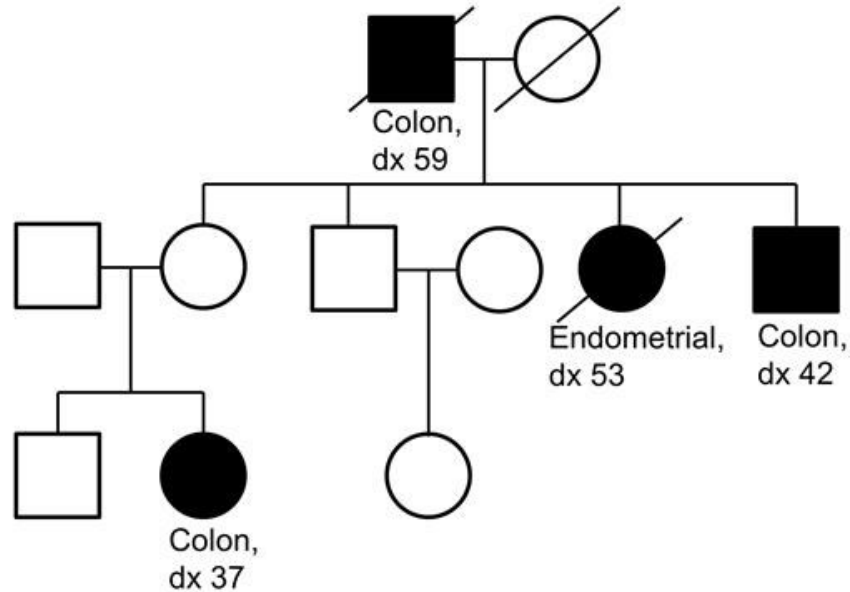 Colon,
dx 59
Endometrial,
dx 53
Colon,
dx 42
Colon,
dx 37